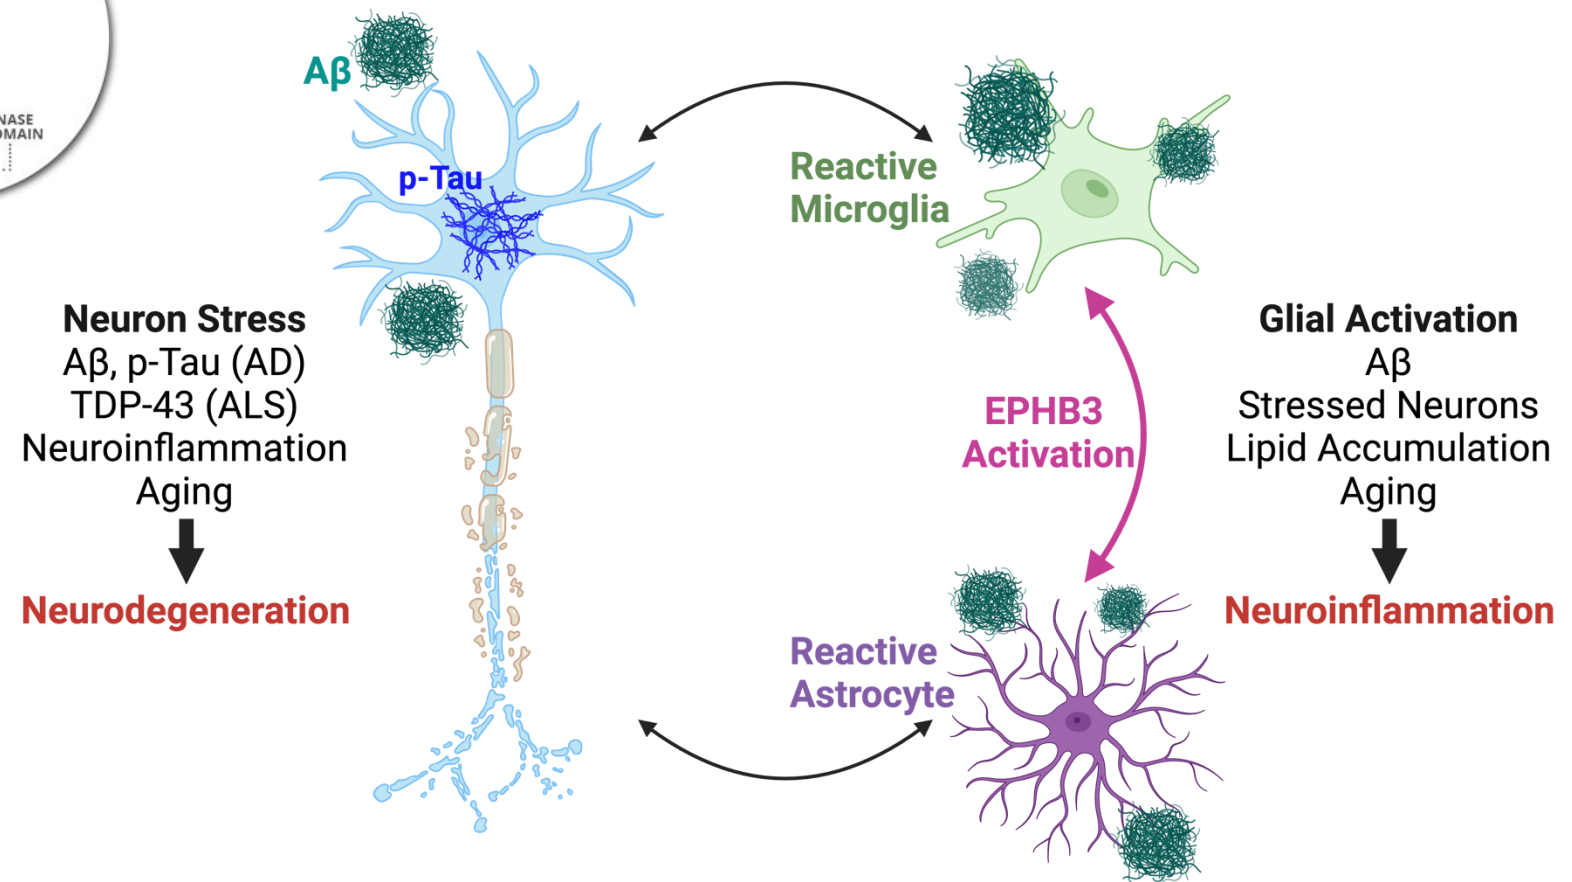 Aβ
p-Tau
Reactive
Microglia
Neuron Stress
Aβ, p-Tau (AD)
TDP-43 (ALS)
Neuroinflammation
Aging
Neurodegeneration
EPHB3
Activation
Glial Activation
Aβ
Stressed Neurons
Lipid Accumulation
Aging
Neuroinflammation
Reactive
Astrocyte